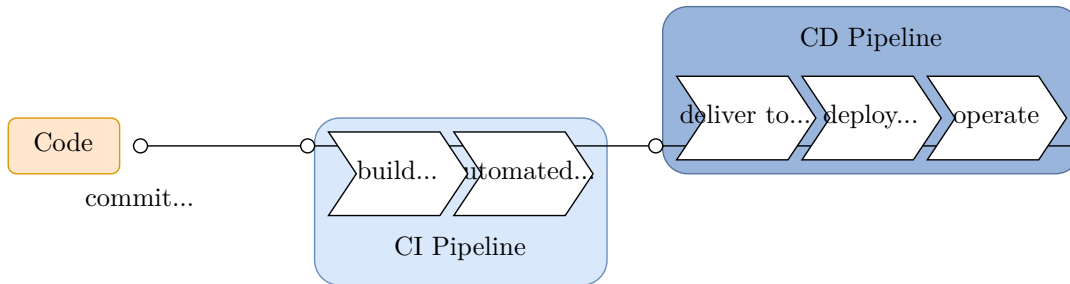 CD Pipeline
deliver to...
deploy...
operate
Code
build...
utomated...
commit...
CI Pipeline